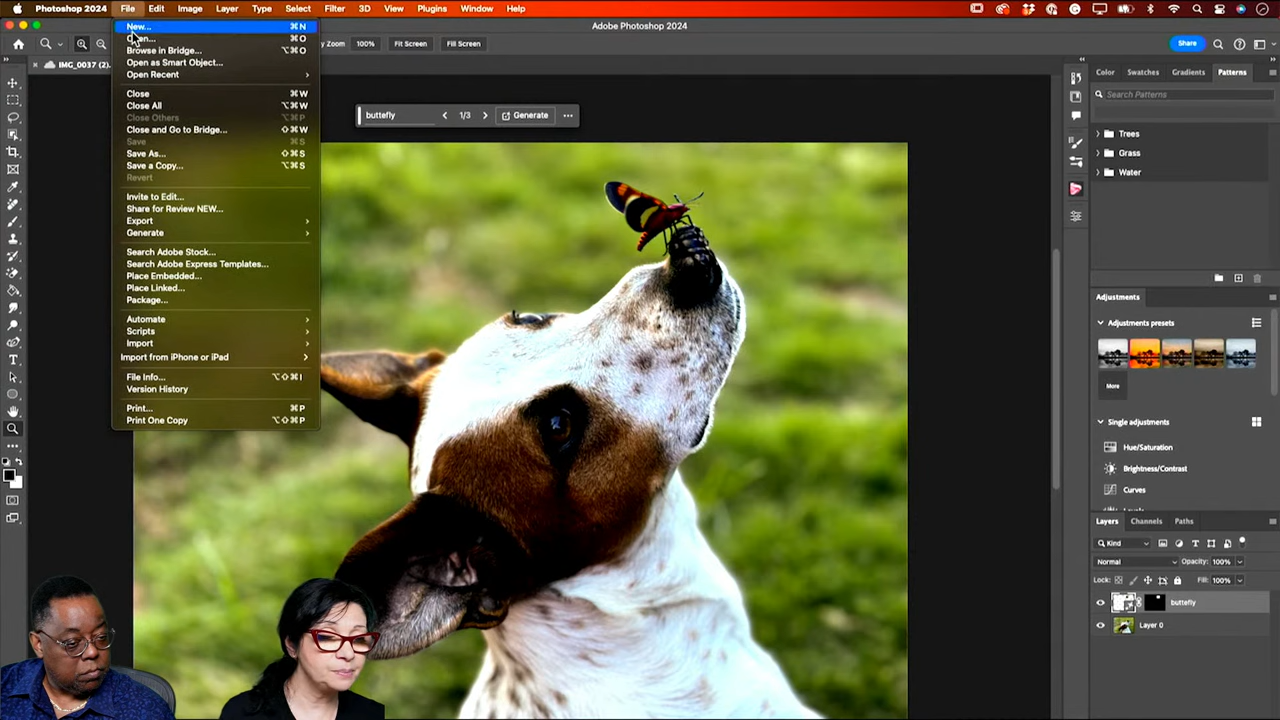 Photoshop 2024 File Edit Image Layer Type Select Filter 3D View Plugins Window Help
Adobe Photoshop 2024
Zoom 100% Fit Screen Fill Screen
Share
IMG_0037 (2).
New... ⌘N
Open... ⌘O
Browse in Bridge... ⌥⌘O
Open as Smart Object...
Open Recent
Close ⌘W
Close All ⌥⌘W
Close Others ⌥⌘P
Close and Go to Bridge... ⇧⌘W
Save ⌘S
Save As... ⇧⌘S
Save a Copy... ⌥⌘S
Revert
Invite to Edit...
Share for Review NEW...
Export
Generate
Search Adobe Stock...
Search Adobe Express Templates...
Place Embedded...
Place Linked...
Package...
Automate
Scripts
Import
Import from iPhone or iPad
File Info... ⌥⇧⌘I
Version History
Print... ⌘P
Print One Copy ⌥⇧⌘P
buttefly 1/3 Generate
Color Swatches Gradients Patterns
Search Patterns
Trees
Grass
Water
Adjustments
Adjustments presets
More
Single adjustments
Hue/Saturation
Brightness/Contrast
Curves
Layers Channels Paths
Kind
Normal Opacity: 100%
Lock: Fill: 100%
buttefly
Layer 0